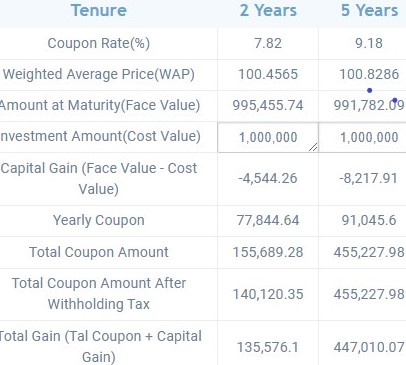 Tenure 2 Years 5 Years
Coupon Rate(%) 7.82 9.18
Weighted Average Price(WAP) 100.4565 100.8286
Amount at Maturity(Face Value) 995,455.74 991,782.09
nvestment Amount(Cost Value) 1,000,000 1,000,000
Capital Gain (Face Value - Cost
Value) -4,544.26 -8,217.91
Yearly Coupon 77,844.64 91,045.6
Total Coupon Amount 155,689.28 455,227.98
Total Coupon Amount After
Withholding Tax 140,120.35 455,227.98
Total Gain (Tal Coupon + Capital
Gain) 135,576.1 447,010.07